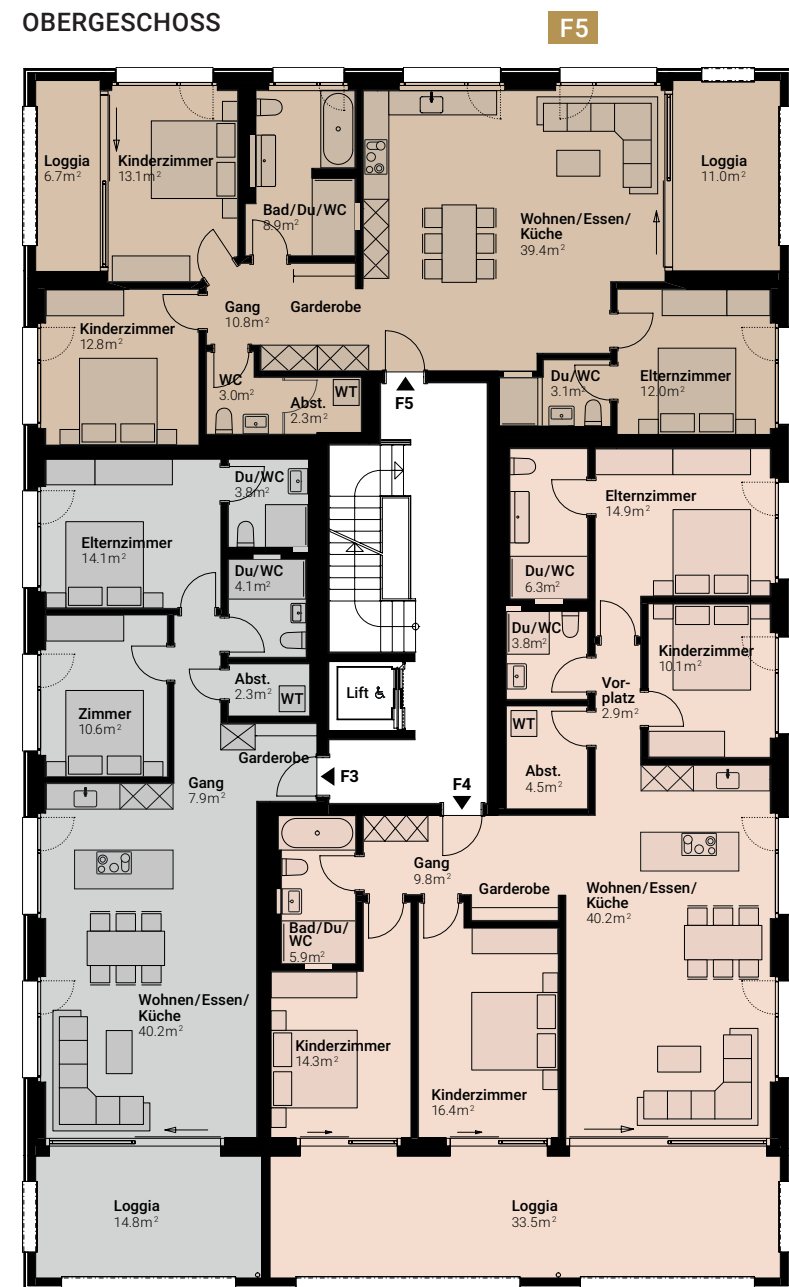 OBERGESCHOSS
F5
Loggia
6.7m²
Kinderzimmer
13.1m²
Bad/Du/WC
8.9m²
Wohnen/Essen/
Küche
39.4m²
Loggia
11.0m²
Kinderzimmer
12.8m²
Gang
10.8m²
Garderobe
WC
3.0m²
Abst.
2.3m²
WT
F5
Du/WC
3.1m²
Elternzimmer
12.0m²
Elternzimmer
14.1m²
Du/WC
3.8m²
Du/WC
4.1m²
Elternzimmer
14.9m²
Du/WC
6.3m²
Du/WC
3.8m²
Kinderzimmer
10.1m²
Vor-
platz
2.9m²
Zimmer
10.6m²
Abst.
2.3m²
WT
Lift
WT
Abst.
4.5m²
Garderobe
Gang
7.9m²
F3
F4
Gang
9.8m²
Garderobe
Wohnen/Essen/
Küche
40.2m²
Bad/Du/
WC
5.9m²
Wohnen/Essen/
Küche
40.2m²
Kinderzimmer
14.3m²
Kinderzimmer
16.4m²
Loggia
14.8m²
Loggia
33.5m²